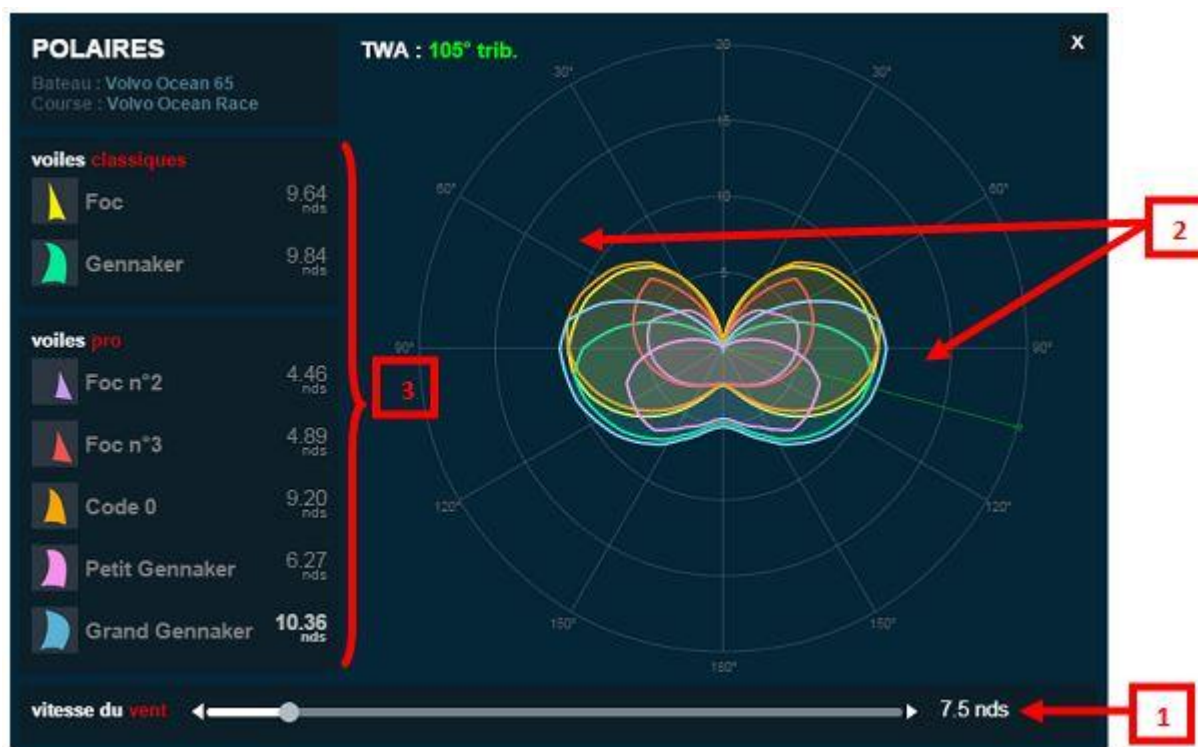 POLAIRES
Bateau : Volvo Ocean 65
Course : Volvo Ocean Race
TWA : 105° trib.
X
voiles classiques
Foc 9.64 nds
Gennaker 9.84 nds
voiles pro
Foc n°2 4.46 nds
Foc n°3 4.89 nds
Code 0 9.20 nds
Petit Gennaker 6.27 nds
Grand Gennaker 10.36 nds
20
30° 30°
15
60° 60°
10
5
90° 90°
120° 120°
150° 150°
180°
2
3
vitesse du vent 7.5 nds
1